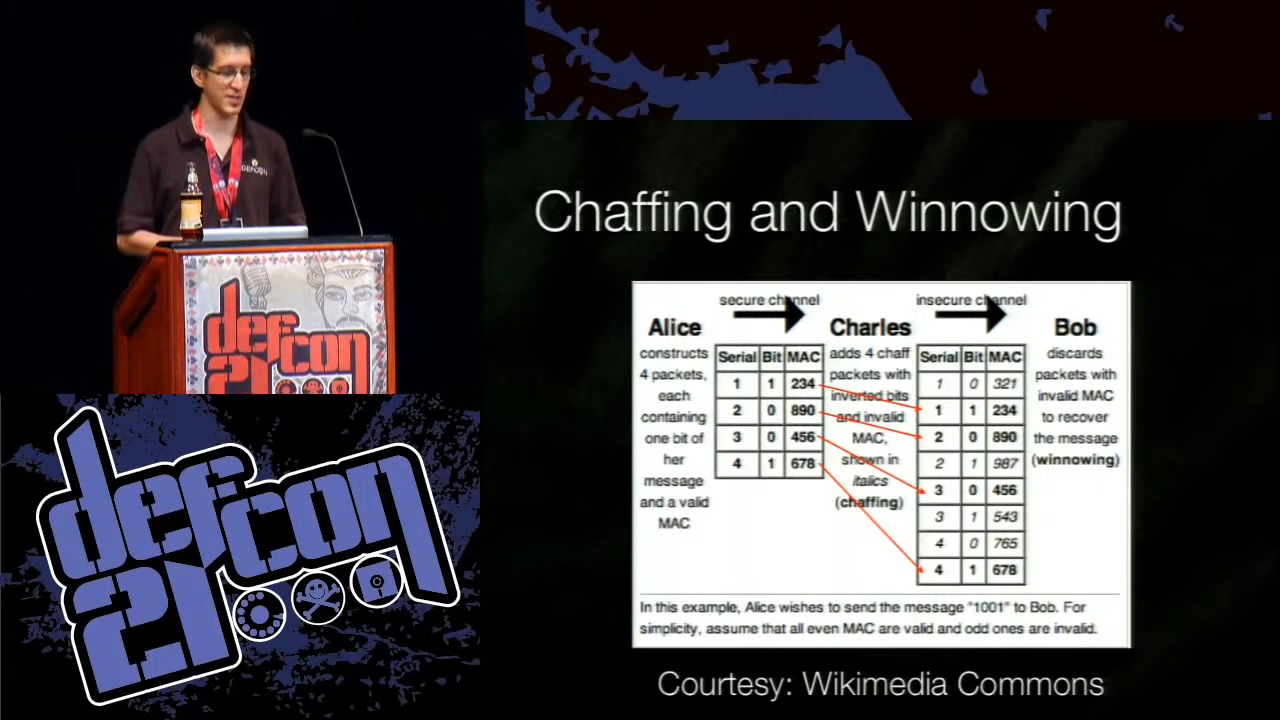 DEFCON
defcon
21
defcon
21
Chaffing and Winnowing
secure channel
insecure channel
Alice
constructs
4 packets,
each
containing
one bit of
her
message
and a valid
MAC
Serial Bit MAC
1 1 234
2 0 890
3 0 456
4 1 678
Charles
adds 4 chaff
packets with
inverted bits
and invalid
MAC,
shown in
italics
(chaffing)
Serial Bit MAC
1 0 321
1 1 234
2 0 890
2 1 987
3 0 456
3 1 543
4 0 765
4 1 678
Bob
discards
packets with
invalid MAC
to recover
the message
(winnowing)
In this example, Alice wishes to send the message "1001" to Bob. For
simplicity, assume that all even MAC are valid and odd ones are invalid.
Courtesy: Wikimedia Commons